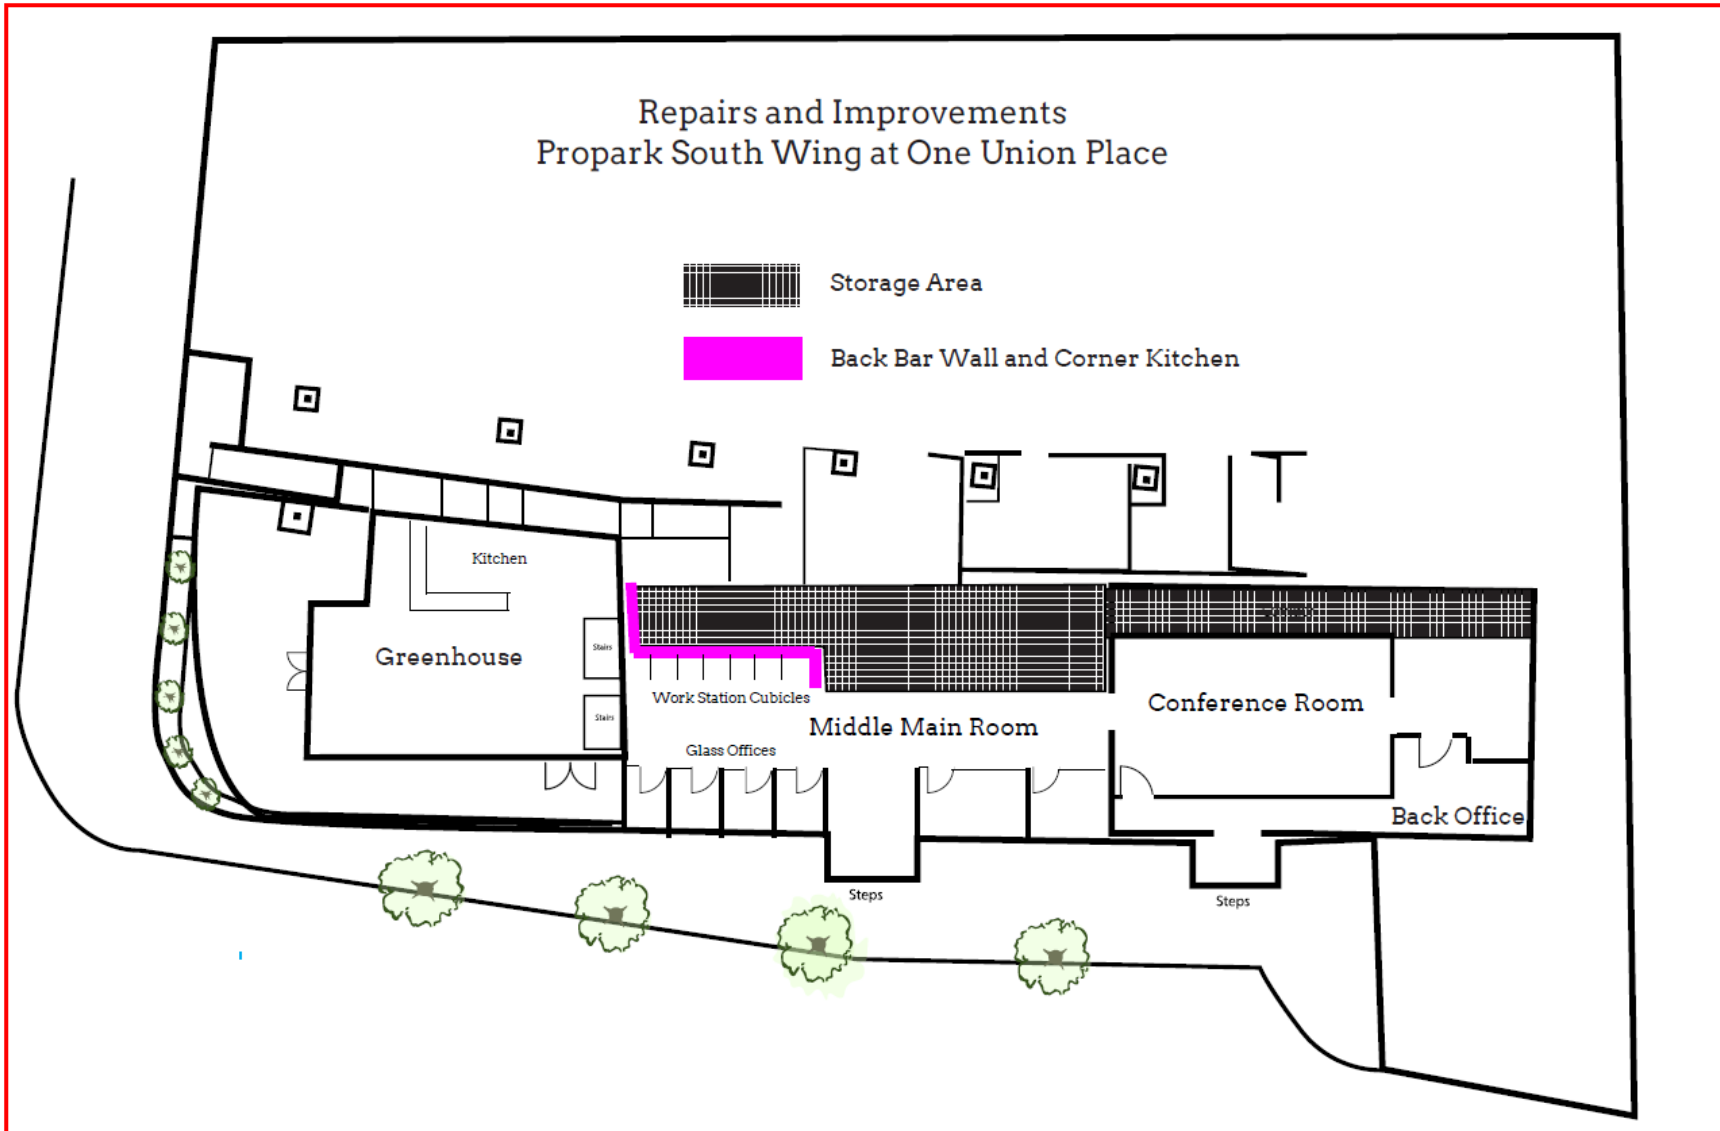 Repairs and Improvements
Propark South Wing at One Union Place
Storage Area
Back Bar Wall and Corner Kitchen
Kitchen
Greenhouse
Stairs
Stairs
Work Station Cubicles
Middle Main Room
Glass Offices
Conference Room
Back Office
Steps
Steps